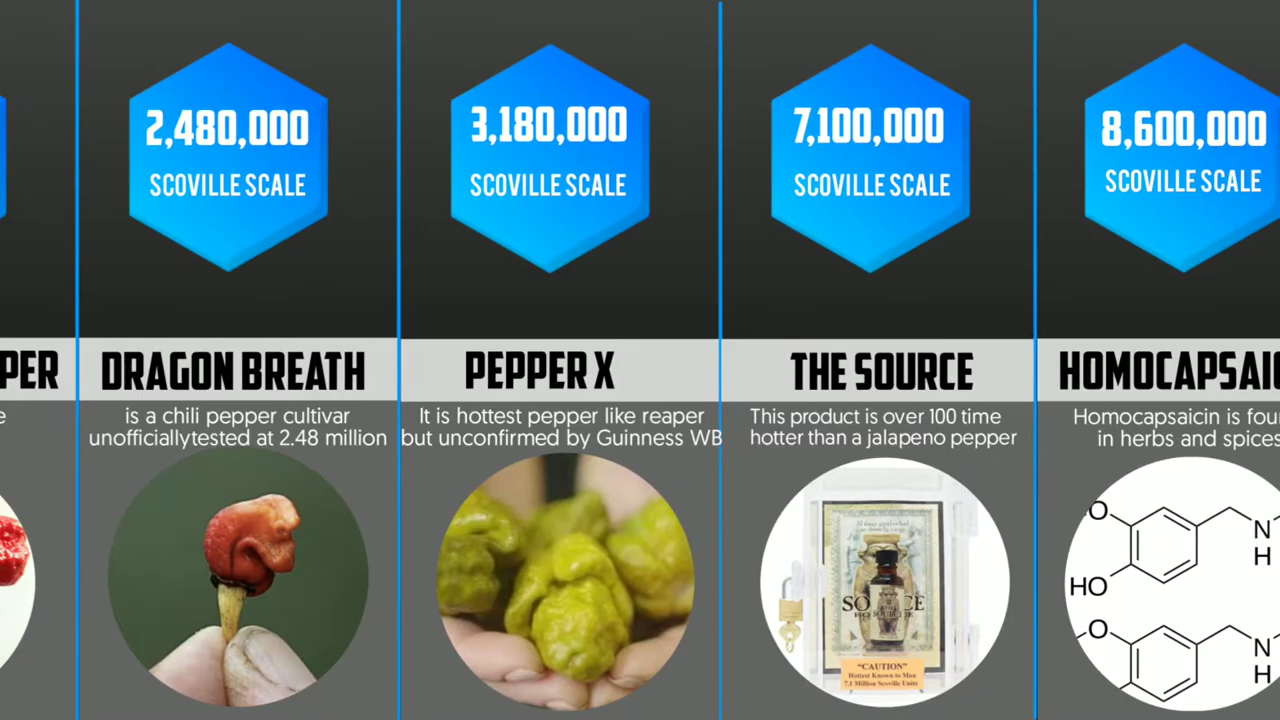 PER
e
2,480,000
SCOVILLE SCALE
DRAGON BREATH
is a chili pepper cultivar
unofficiallytested at 2.48 million
3,180,000
SCOVILLE SCALE
PEPPER X
It is hottest pepper like reaper
but unconfirmed by Guinness WB
7,100,000
SCOVILLE SCALE
THE SOURCE
This product is over 100 time
hotter than a jalapeno pepper
"CAUTION"
Hottest Known to Man
7.1 Million Scoville Units
8,600,000
SCOVILLE SCALE
HOMOCAPSAIC
Homocapsaicin is fou
in herbs and spices
O
N
H
HO
O
N
H